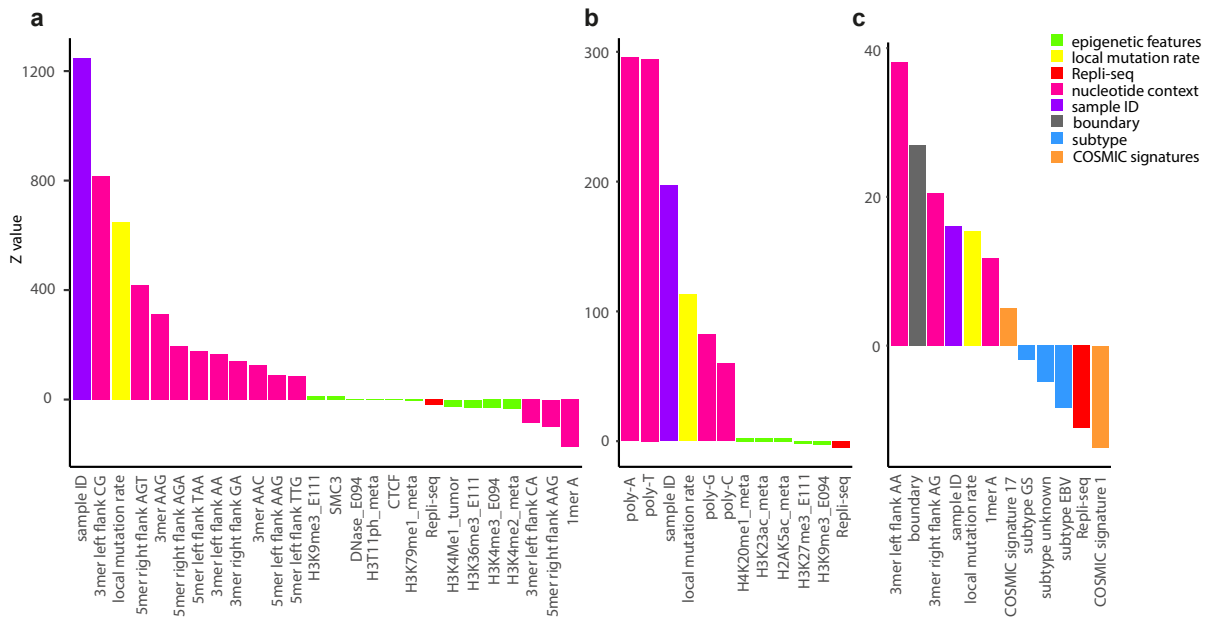 a
b
c
Z value
1200
800
400
0
sample ID
3mer left flank CG
local mutation rate
5mer right flank AGT
3mer AAG
5mer right flank AGA
5mer left flank TAA
3mer left flank AA
3mer right flank GA
3mer AAC
5mer left flank AAG
5mer left flank TTG
H3K9me3_E111
SMC3
DNase_E094
H3T11ph_meta
CTCF
H3K79me1_meta
Repli-seq
H3K4Me1_tumor
H3K36me3_E111
H3K4me3_E094
H3K4me2_meta
3mer left flank CA
5mer right flank AAG
1mer A
300
200
100
0
poly-A
poly-T
sample ID
local mutation rate
poly-G
poly-C
H4K20me1_meta
H3K23ac_meta
H2AK5ac_meta
H3K27me3_E111
H3K9me3_E094
Repli-seq
40
20
0
3mer left flank AA
boundary
3mer right flank AG
sample ID
local mutation rate
1mer A
COSMIC signature 17
subtype GS
subtype unknown
subtype EBV
Repli-seq
COSMIC signature 1
epigenetic features
local mutation rate
Repli-seq
nucleotide context
sample ID
boundary
subtype
COSMIC signatures